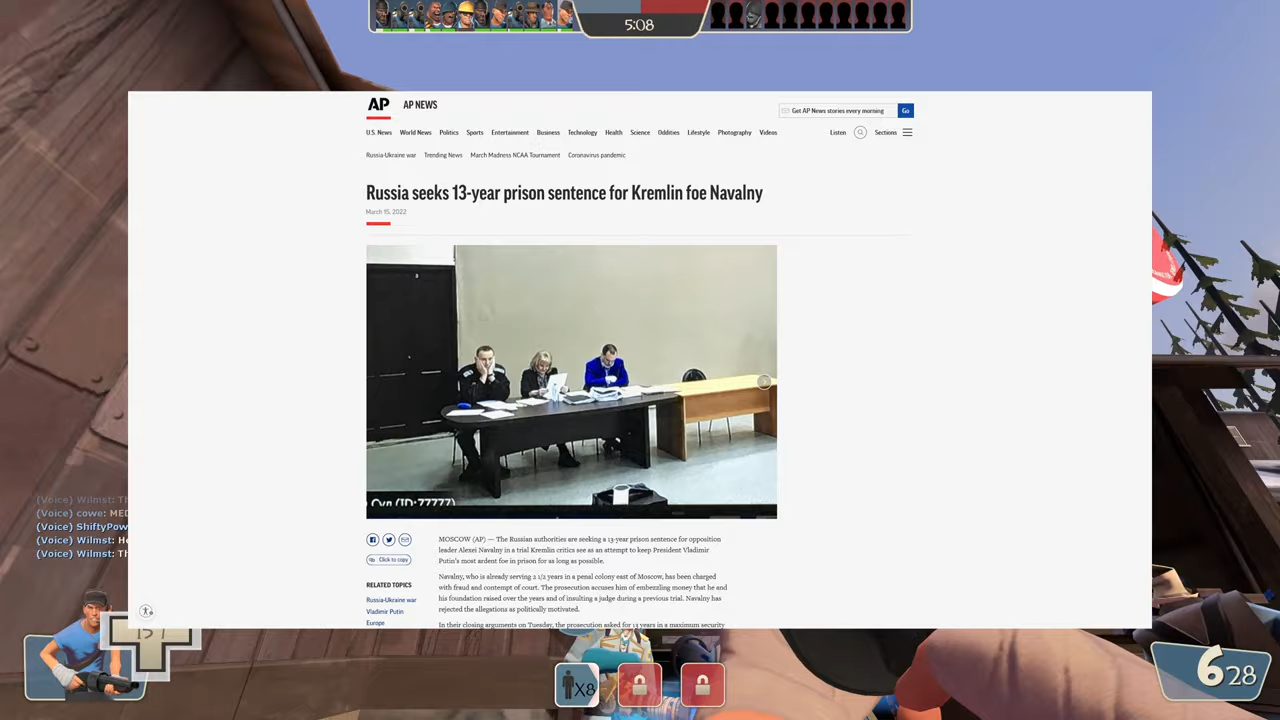 5:08
AP AP NEWS
Get AP News stories every morning Go
U.S. News World News Politics Sports Entertainment Business Technology Health Science Oddities Lifestyle Photography Videos Listen Sections
Russia-Ukraine war Trending News March Madness NCAA Tournament Coronavirus pandemic
Russia seeks 13-year prison sentence for Kremlin foe Navalny
March 15, 2022
Суд (ID:77777)
(Voice) Wilmst: Th
(Voice) cowe: MED
(Voice) ShiftyPow
(Voice) Wilmst: He
(Voice) Wilmst: Th
Click to copy
RELATED TOPICS
Russia-Ukraine war
Vladimir Putin
Europe
MOSCOW (AP) — The Russian authorities are seeking a 13-year prison sentence for opposition
leader Alexei Navalny in a trial Kremlin critics see as an attempt to keep President Vladimir
Putin's most ardent foe in prison for as long as possible.
Navalny, who is already serving 2 1/2 years in a penal colony east of Moscow, has been charged
with fraud and contempt of court. The prosecution accuses him of embezzling money that he and
his foundation raised over the years and of insulting a judge during a previous trial. Navalny has
rejected the allegations as politically motivated.
In their closing arguments on Tuesday, the prosecution asked for 13 years in a maximum security
157
X8
6 28